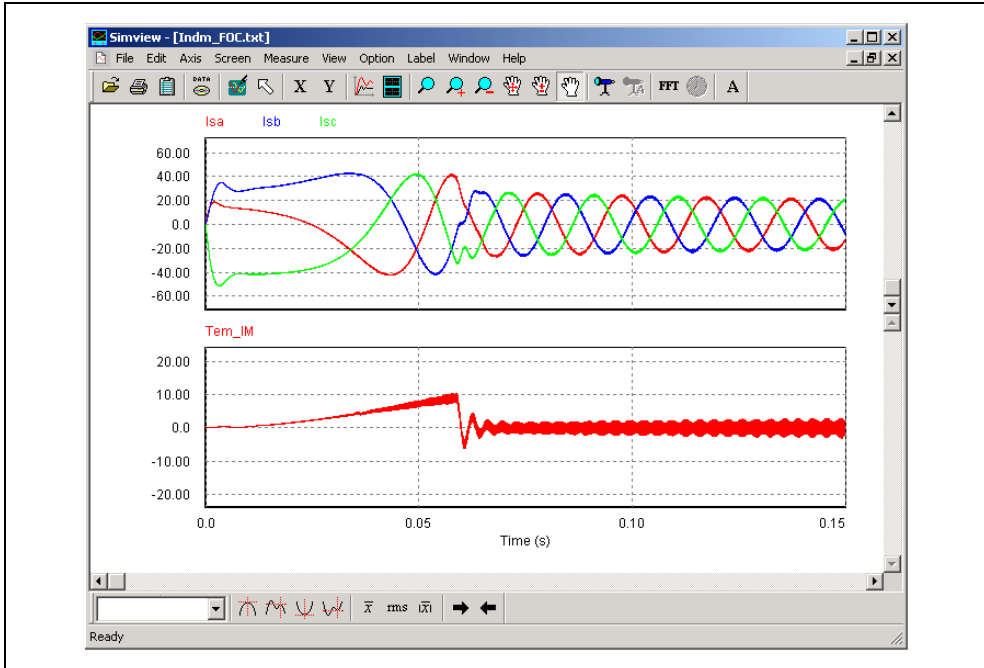 Simview - [Indm_FOC.txt]
File Edit Axis Screen Measure View Option Label Window Help
DATA X Y A FFT A
Isa Isb Isc
60.00
40.00
20.00
0.0
-20.00
-40.00
-60.00
Tem_IM
20.00
10.00
0.0
-10.00
-20.00
0.0 0.05 0.10 0.15
Time (s)
x rms |x|
Ready